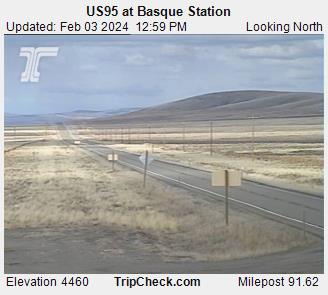 US95 at Basque Station
Updated: Feb 03 2024 12:59 PM Looking North
Elevation 4460 TripCheck.com Milepost 91.62